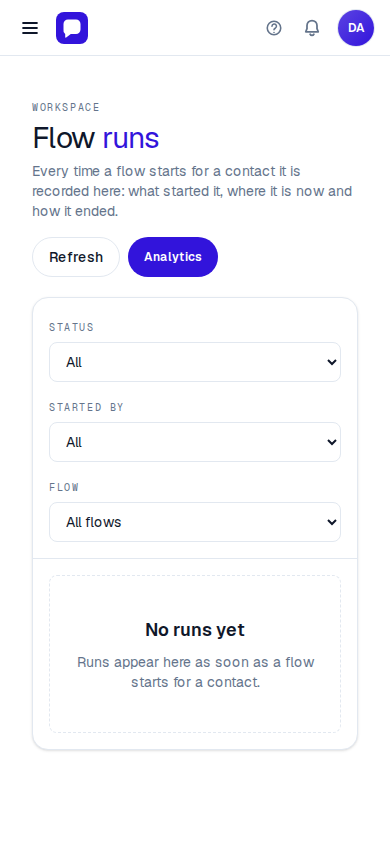 DA
WORKSPACE
Flow runs
Every time a flow starts for a contact it is
recorded here: what started it, where it is now and
how it ended.
Refresh
Analytics
STATUS
All
STARTED BY
All
FLOW
All flows
No runs yet
Runs appear here as soon as a flow
starts for a contact.